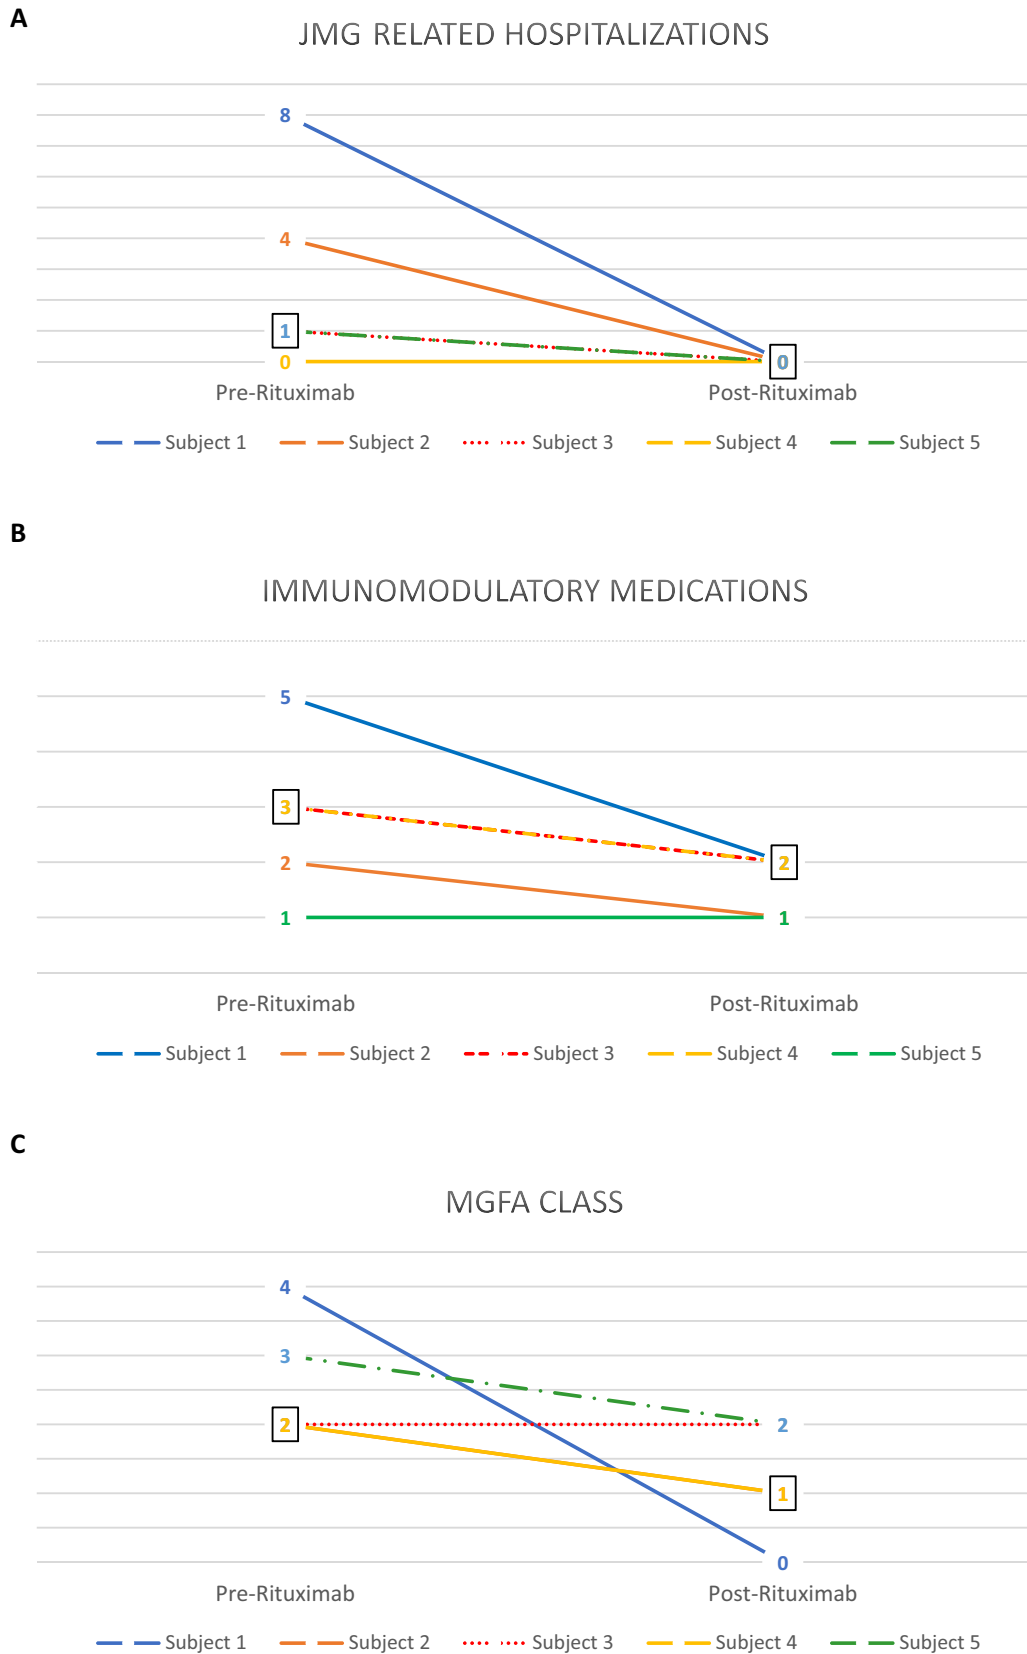 A
JMG RELATED HOSPITALIZATIONS
8
4
1
0
0
Pre-Rituximab Post-Rituximab
Subject 1 Subject 2 Subject 3 Subject 4 Subject 5
B
IMMUNOMODULATORY MEDICATIONS
5
3
2 2
1 1
Pre-Rituximab Post-Rituximab
Subject 1 Subject 2 Subject 3 Subject 4 Subject 5
C
MGFA CLASS
4
3
2 2
1
0
Pre-Rituximab Post-Rituximab
Subject 1 Subject 2 Subject 3 Subject 4 Subject 5